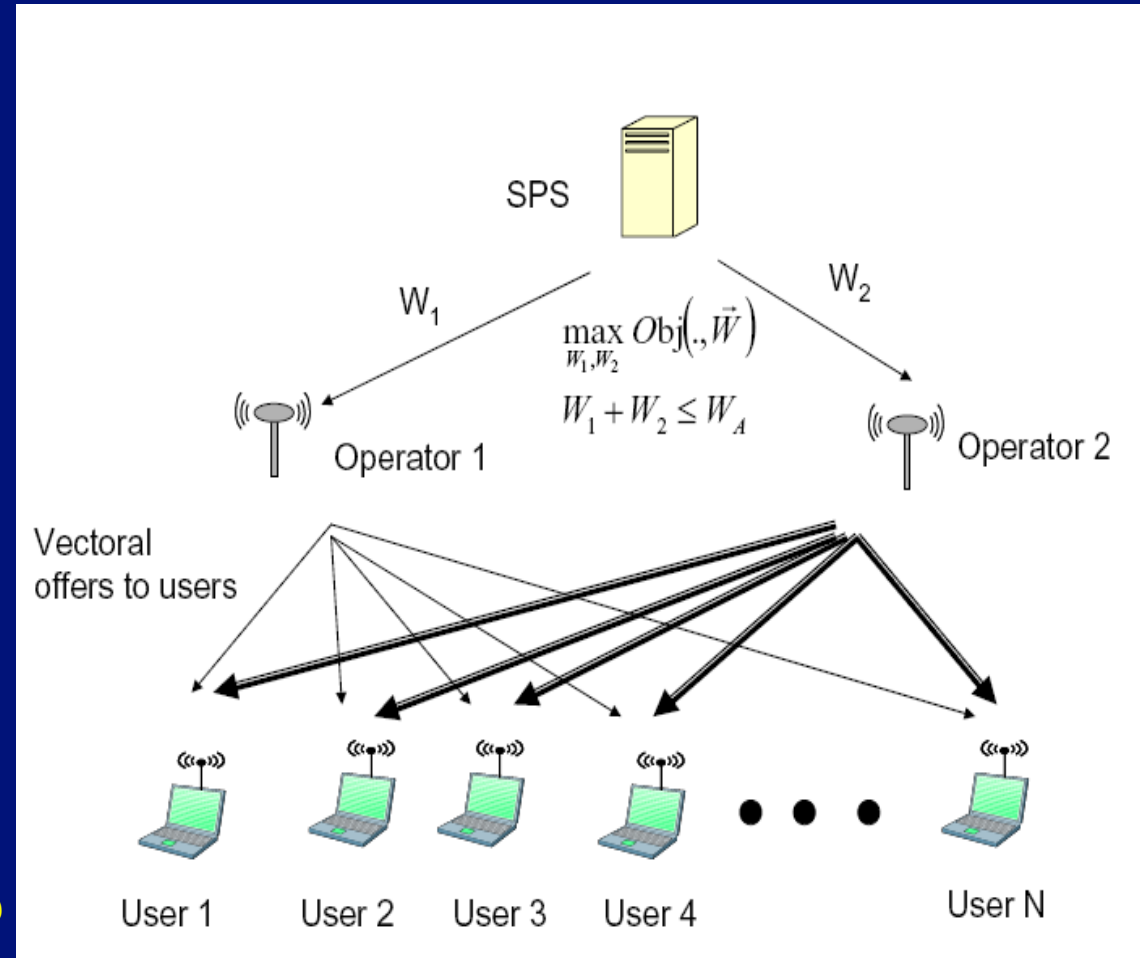 SPS
W₁
W₂
max Obj(., W⃗)
W₁,W₂
W₁ + W₂ ≤ W_A
Operator 1
Operator 2
Vectoral
offers to users
User 1 User 2 User 3 User 4 User N